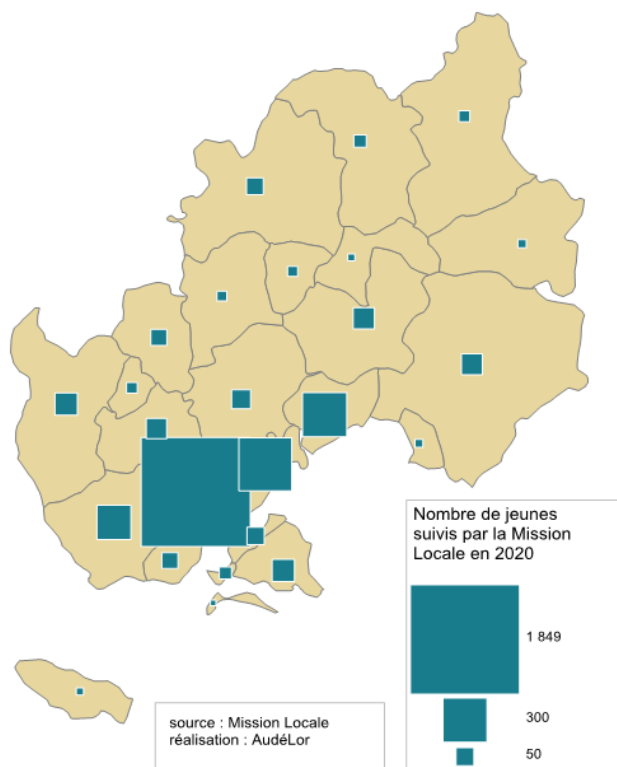 Nombre de jeunes
suivis par la Mission
Locale en 2020
1 849
300
50
source : Mission Locale
réalisation : AudéLor